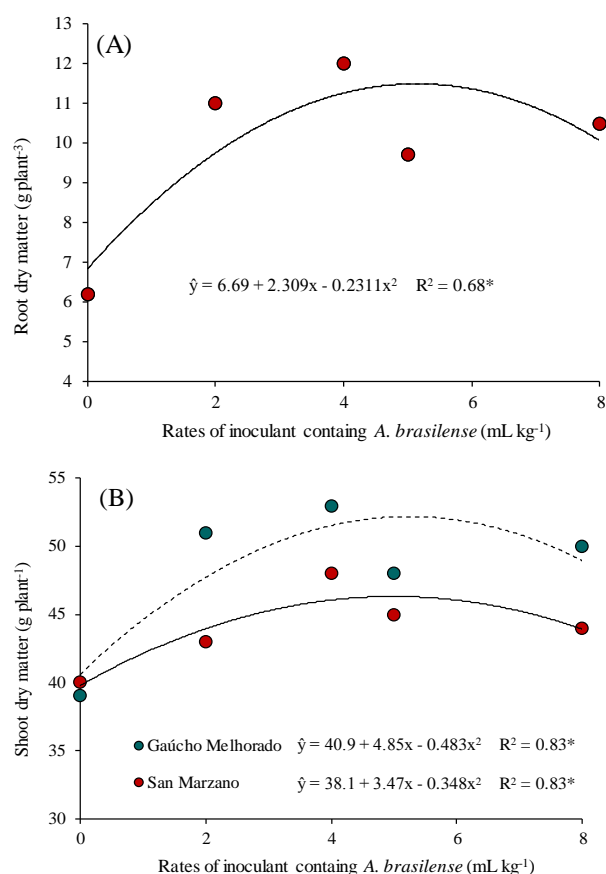 (A)
13
12
11
10
9
8
7
6
5
4
Root dry matter (g plant⁻³)
ŷ = 6.69 + 2.309x - 0.2311x² R² = 0.68*
0 2 4 6 8
Rates of inoculant containg A. brasilense (mL kg⁻¹)
(B)
55
50
45
40
35
30
Shoot dry matter (g plant⁻¹)
Gaúcho Melhorado ŷ = 40.9 + 4.85x - 0.483x² R² = 0.83*
San Marzano ŷ = 38.1 + 3.47x - 0.348x² R² = 0.83*
0 2 4 6 8
Rates of inoculant containg A. brasilense (mL kg⁻¹)